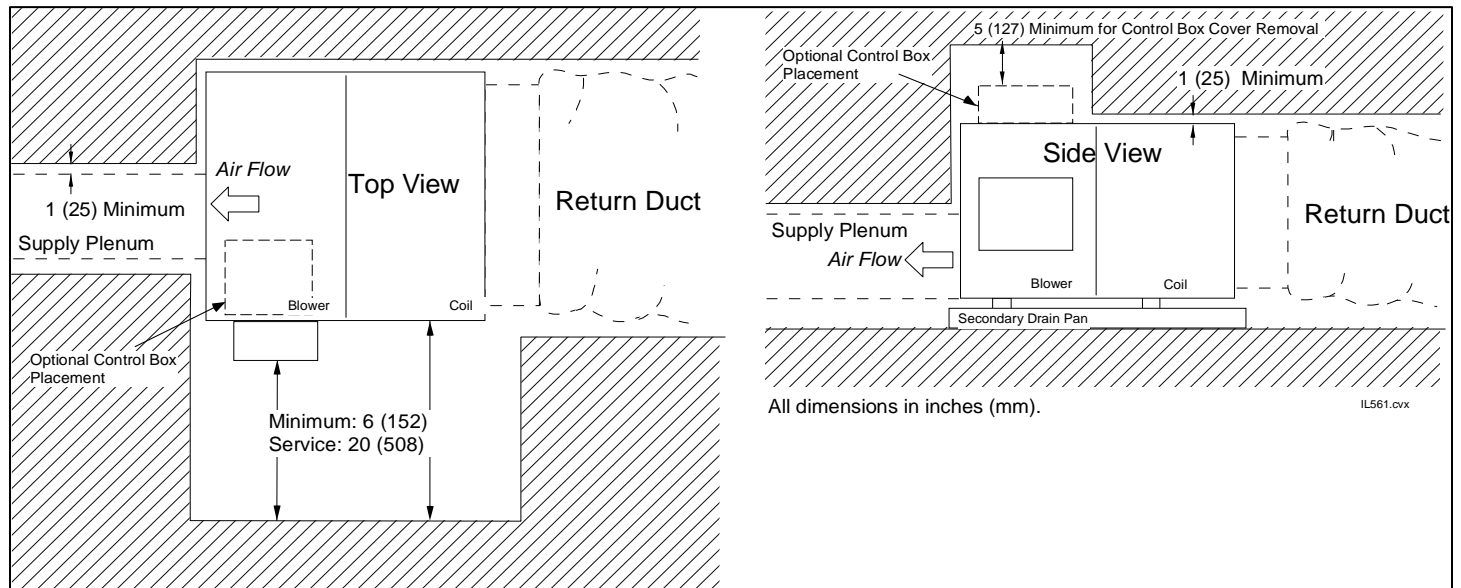 Air Flow
Top View
1 (25) Minimum
Supply Plenum
Return Duct
Blower
Coil
Optional Control Box
Placement
Minimum: 6 (152)
Service: 20 (508)
5 (127) Minimum for Control Box Cover Removal
Optional Control Box
Placement
1 (25) Minimum
Side View
Supply Plenum
Air Flow
Return Duct
Blower
Coil
Secondary Drain Pan
All dimensions in inches (mm).
IL561.cvx